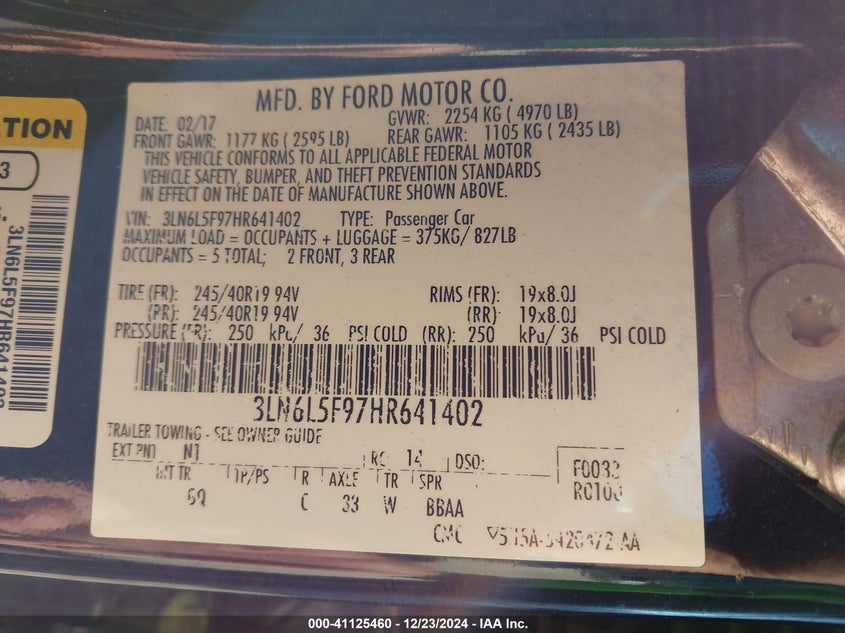 TION
3
3LN6L5F97HR641402
MFD. BY FORD MOTOR CO.
DATE: 02/17 GVWR: 2254 KG ( 4970 LB)
FRONT GAWR: 1177 KG ( 2595 LB) REAR GAWR: 1105 KG ( 2435 LB)
THIS VEHICLE CONFORMS TO ALL APPLICABLE FEDERAL MOTOR
VEHICLE SAFETY, BUMPER, AND THEFT PREVENTION STANDARDS
IN EFFECT ON THE DATE OF MANUFACTURE SHOWN ABOVE.
VIN: 3LN6L5F97HR641402 TYPE: Passenger Car
MAXIMUM LOAD = OCCUPANTS + LUGGAGE = 375KG/ 827LB
OCCUPANTS = 5 TOTAL; 2 FRONT, 3 REAR
TIRE (FR): 245/40R19 94V RIMS (FR): 19x8.0J
(RR): 245/40R19 94V (RR): 19x8.0J
PRESSURE (FR): 250 kPa/ 36 PSI COLD (RR): 250 kPa/ 36 PSI COLD
3LN6L5F97HR641402
TRAILER TOWING - SEE OWNER GUIDE
EXT PNT N1 RC: 14 DSO: F0033
INT TR TP/PS R AXLE TR SPR
C 33 W BBAA
CMC
000-41125460 - 12/23/2024 - IAA Inc.